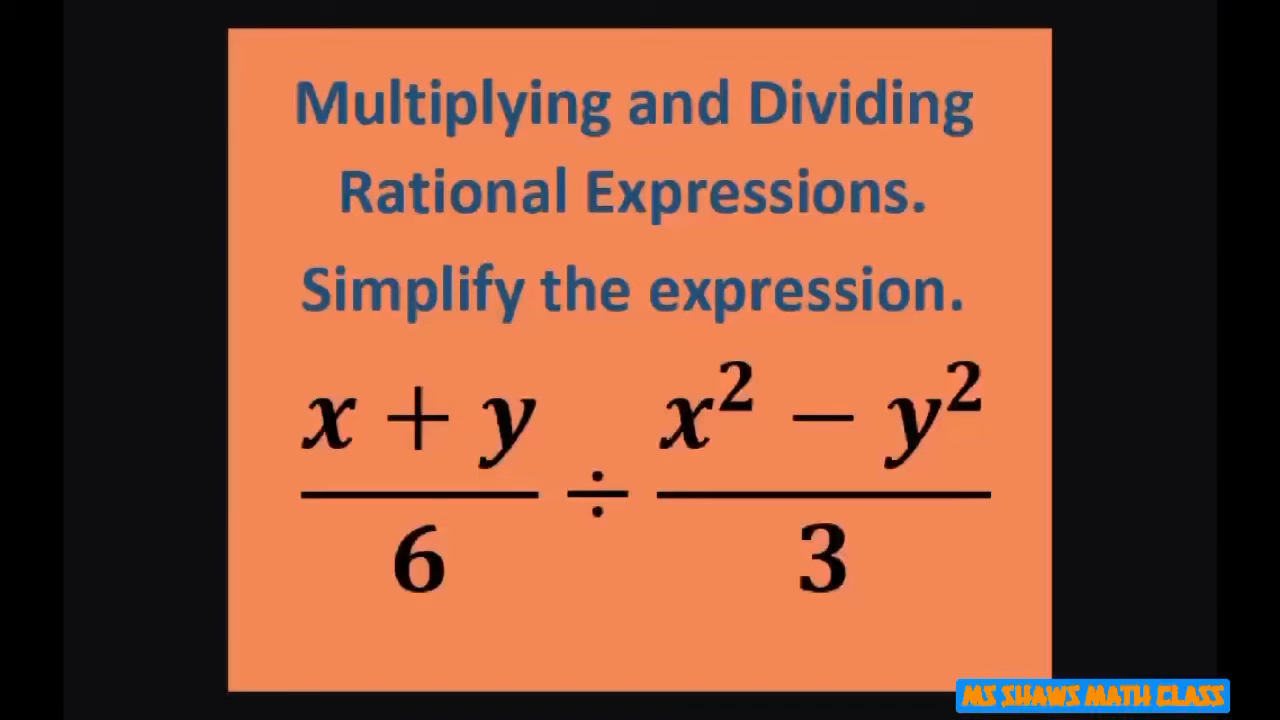 Multiplying and Dividing
Rational Expressions.
Simplify the expression.
x + y / 6 ÷ x² − y² / 3
MS SHAWS MATH CLASS